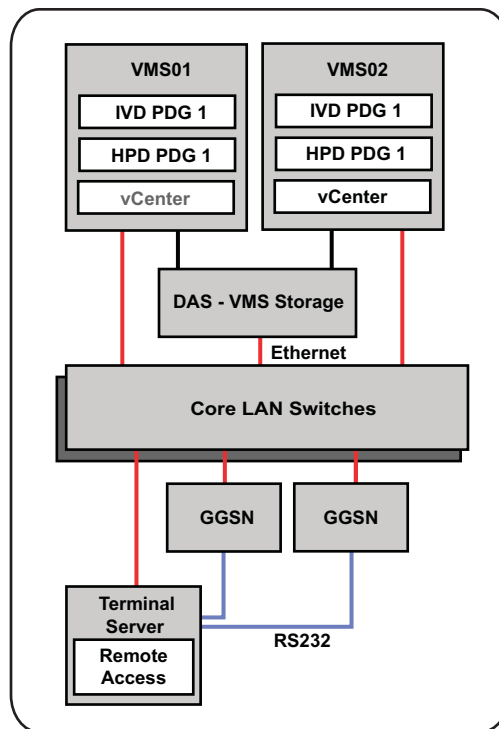 VMS01
IVD PDG 1
HPD PDG 1
vCenter
VMS02
IVD PDG 1
HPD PDG 1
vCenter
DAS - VMS Storage
Ethernet
Core LAN Switches
GGSN
GGSN
Terminal
Server
Remote
Access
RS232